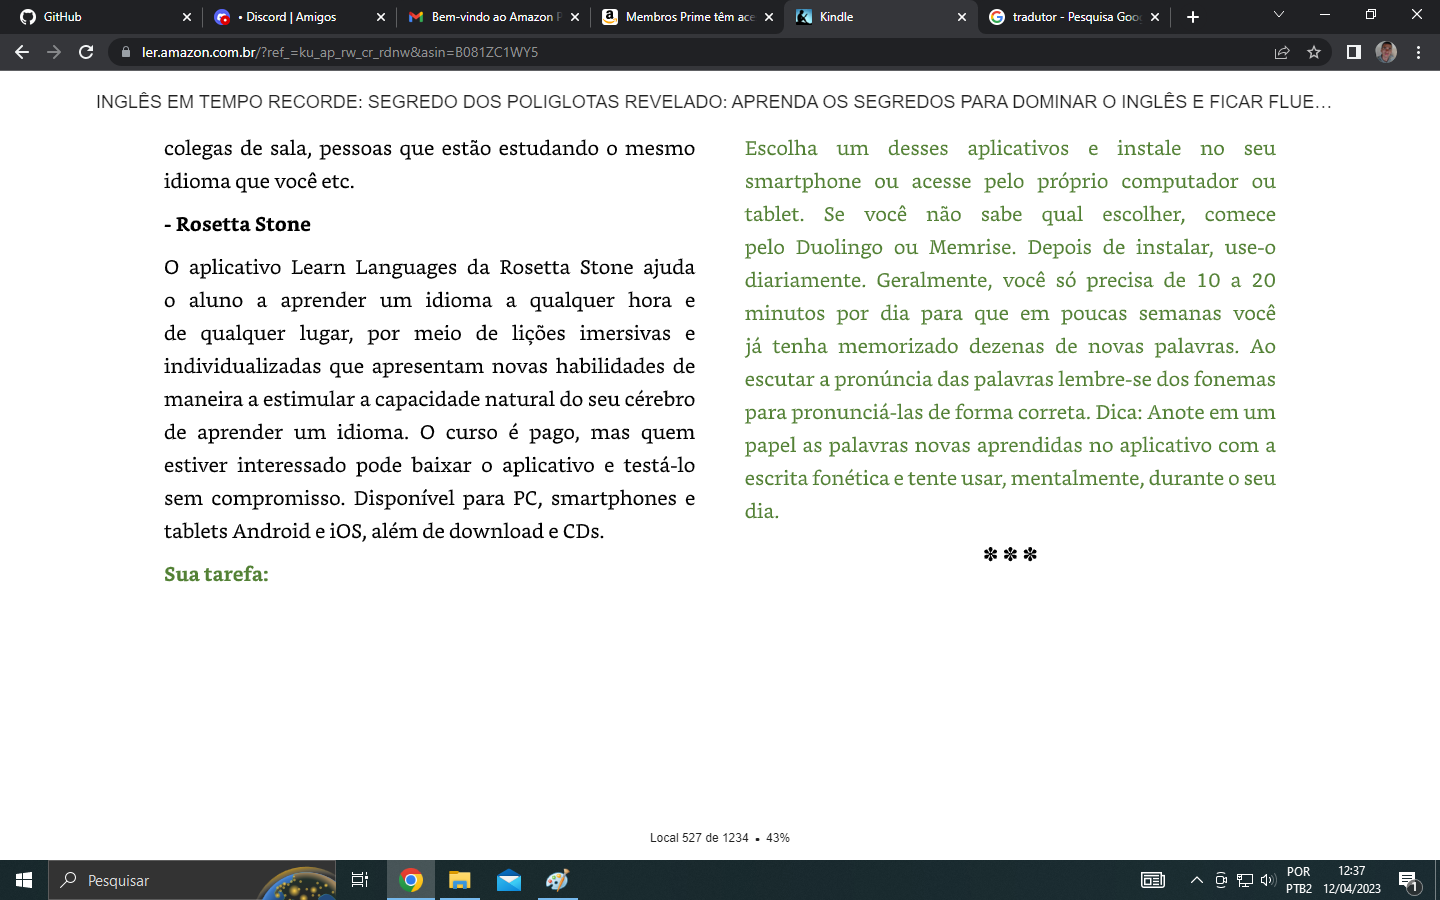 GitHub
• Discord | Amigos
Bem-vindo ao Amazon P
Membros Prime têm ace
Kindle
tradutor - Pesquisa Goo
ler.amazon.com.br/?ref_=ku_ap_rw_cr_rdnw&asin=B081ZC1WY5
INGLÊS EM TEMPO RECORDE: SEGREDO DOS POLIGLOTAS REVELADO: APRENDA OS SEGREDOS PARA DOMINAR O INGLÊS E FICAR FLUE…
colegas de sala, pessoas que estão estudando o mesmo
idioma que você etc.
- Rosetta Stone
O aplicativo Learn Languages da Rosetta Stone ajuda
o aluno a aprender um idioma a qualquer hora e
de qualquer lugar, por meio de lições imersivas e
individualizadas que apresentam novas habilidades de
maneira a estimular a capacidade natural do seu cérebro
de aprender um idioma. O curso é pago, mas quem
estiver interessado pode baixar o aplicativo e testá-lo
sem compromisso. Disponível para PC, smartphones e
tablets Android e iOS, além de download e CDs.
Sua tarefa:
Escolha um desses aplicativos e instale no seu
smartphone ou acesse pelo próprio computador ou
tablet. Se você não sabe qual escolher, comece
pelo Duolingo ou Memrise. Depois de instalar, use-o
diariamente. Geralmente, você só precisa de 10 a 20
minutos por dia para que em poucas semanas você
já tenha memorizado dezenas de novas palavras. Ao
escutar a pronúncia das palavras lembre-se dos fonemas
para pronunciá-las de forma correta. Dica: Anote em um
papel as palavras novas aprendidas no aplicativo com a
escrita fonética e tente usar, mentalmente, durante o seu
dia.
✽ ✽ ✽
Local 527 de 1234 • 43%
Pesquisar
POR
PTB2
12:37
12/04/2023
1